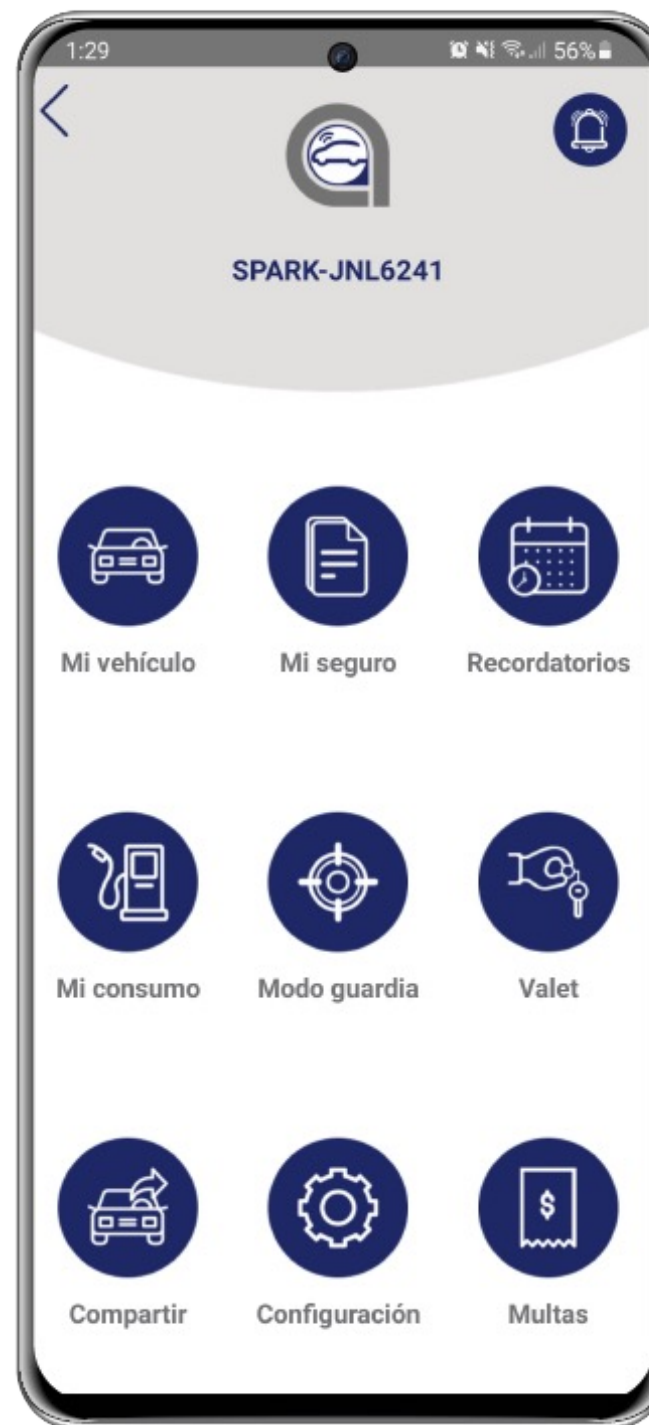 1:29
56%
SPARK-JNL6241
Mi vehículo
Mi seguro
Recordatorios
Mi consumo
Modo guardia
Valet
$
Compartir
Configuración
Multas